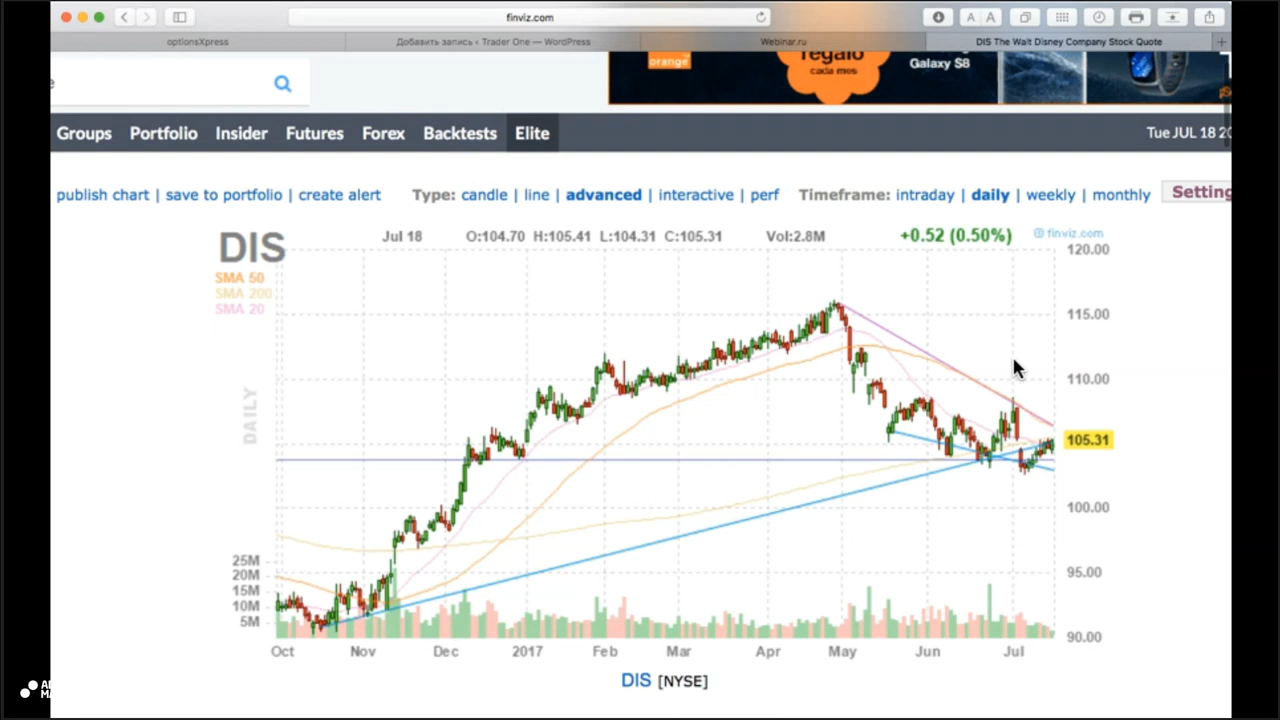 finviz.com
A A
optionsXpress
Добавить запись ‹ Trader One — WordPress
Webinar.ru
DIS The Walt Disney Company Stock Quote
+
orange
regalo
cada mes
Galaxy S8
e
Groups Portfolio Insider Futures Forex Backtests Elite
Tue JUL 18 20
publish chart | save to portfolio | create alert
Type: candle | line | advanced | interactive | perf
Timeframe: intraday | daily | weekly | monthly
Setting
DIS
Jul 18 O:104.70 H:105.41 L:104.31 C:105.31 Vol:2.8M +0.52 (0.50%)
finviz.com
SMA 50
SMA 200
SMA 20
DAILY
120.00
115.00
110.00
105.31
100.00
95.00
90.00
25M
20M
15M
10M
5M
Oct Nov Dec 2017 Feb Mar Apr May Jun Jul
DIS [NYSE]